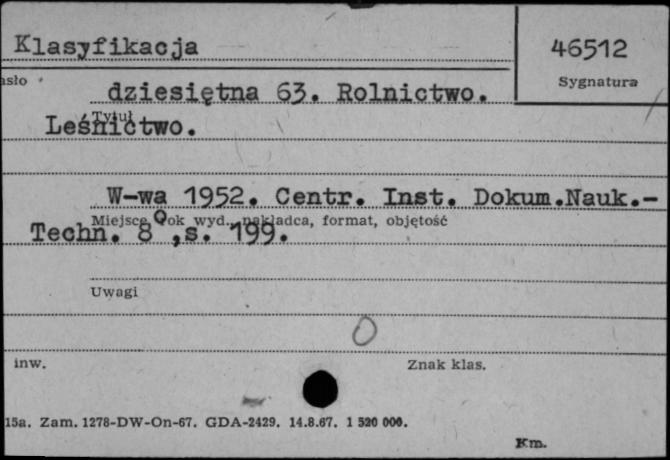 Klasyfikacja
46512
asło
Sygnatura
dziesiętna 63. Rolnictwo.
Tytuł
Leśnictwo.
W-wa 1952. Centr. Inst. Dokum.Nauk.-
Miejsce, rok wyd., nakładca, format, objętość
Techn. 8°,s. 199.
Uwagi
inw.
Znak klas.
15a. Zam. 1278-DW-On-67. GDA-2429. 14.8.67. 1 520 000.
Km.